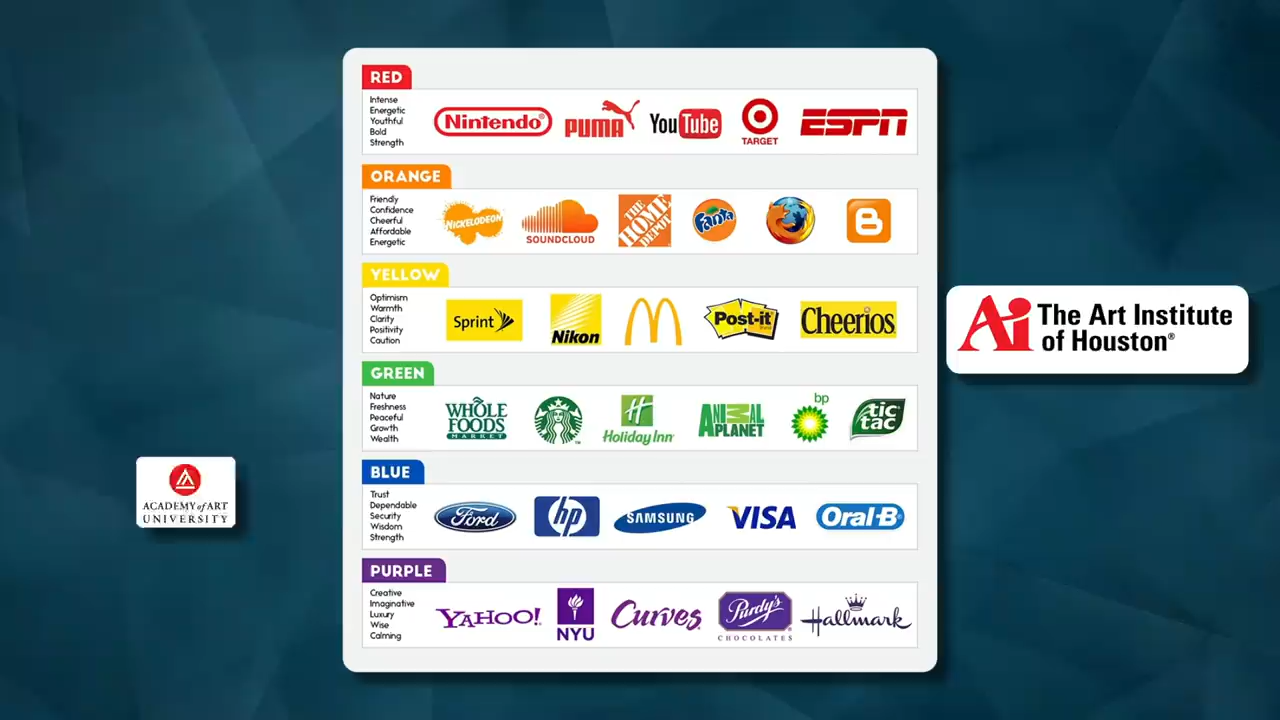 RED
Intense
Energetic
Youthful
Bold
Strength
Nintendo®
PUMA
YouTube
TARGET
ESPN
ORANGE
Friendly
Confidence
Cheerful
Affordable
Energetic
NICKELODEON
SOUNDCLOUD
THE
HOME
DEPOT
Fanta
B
YELLOW
Optimism
Warmth
Clarity
Positivity
Caution
Sprint
Nikon
M
Post-it
Cheerios
GREEN
Nature
Freshness
Peaceful
Growth
Wealth
WHOLE
FOODS
MARKET
H
Holiday Inn
ANIMAL
PLANET
bp
tic
tac
BLUE
Trust
Dependable
Security
Wisdom
Strength
Ford
hp
SAMSUNG
VISA
Oral-B
PURPLE
Creative
Imaginative
Luxury
Wise
Calming
YAHOO!
NYU
Curves
Purdy's
CHOCOLATES
Hallmark
Ai The Art Institute
of Houston®
ACADEMY of ART
UNIVERSITY